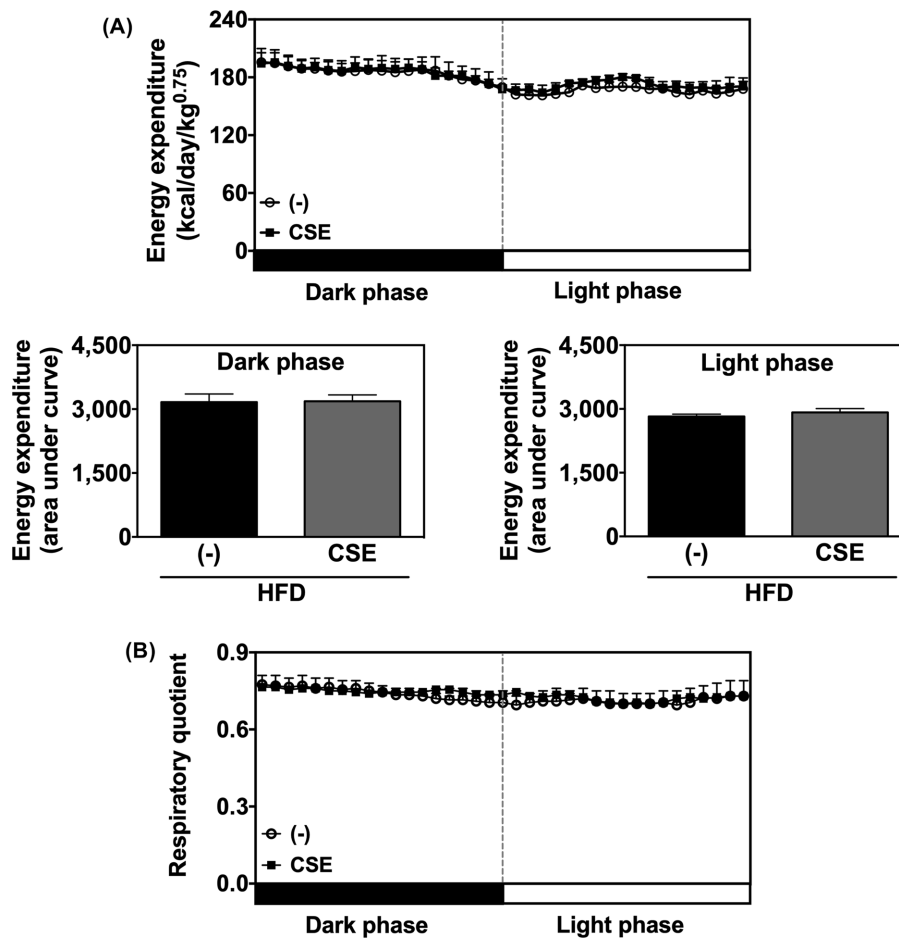 (A)
Energy expenditure
(kcal/day/kg0.75)
240
180
120
60
0
(-)
CSE
Dark phase
Light phase
Energy expenditure
(area under curve)
4,500
3,000
1,500
0
Dark phase
(-)
CSE
HFD
Energy expenditure
(area under curve)
4,500
3,000
1,500
0
Light phase
(-)
CSE
HFD
(B)
Respiratory quotient
0.9
0.6
0.3
0.0
(-)
CSE
Dark phase
Light phase